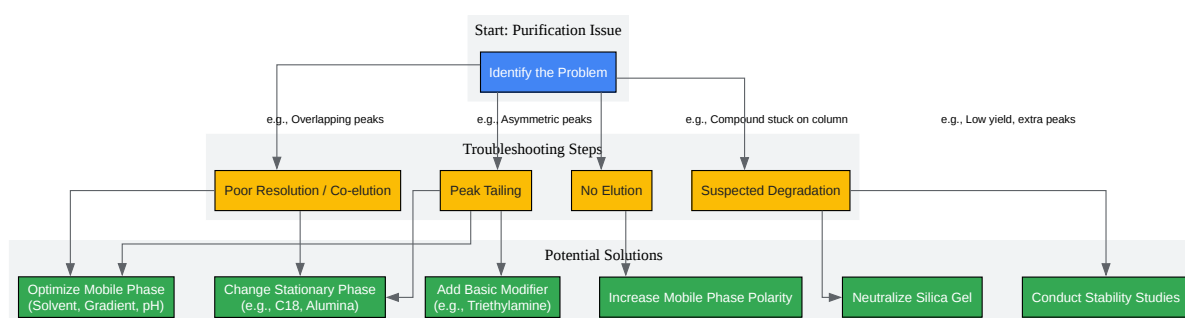 Start: Purification Issue
Identify the Problem
e.g., Overlapping peaks
e.g., Asymmetric peaks
e.g., Compound stuck on column
e.g., Low yield, extra peaks
Troubleshooting Steps
Poor Resolution / Co-elution
Peak Tailing
No Elution
Suspected Degradation
Potential Solutions
Optimize Mobile Phase
(Solvent, Gradient, pH)
Change Stationary Phase
(e.g., C18, Alumina)
Add Basic Modifier
(e.g., Triethylamine)
Increase Mobile Phase Polarity
Neutralize Silica Gel
Conduct Stability Studies